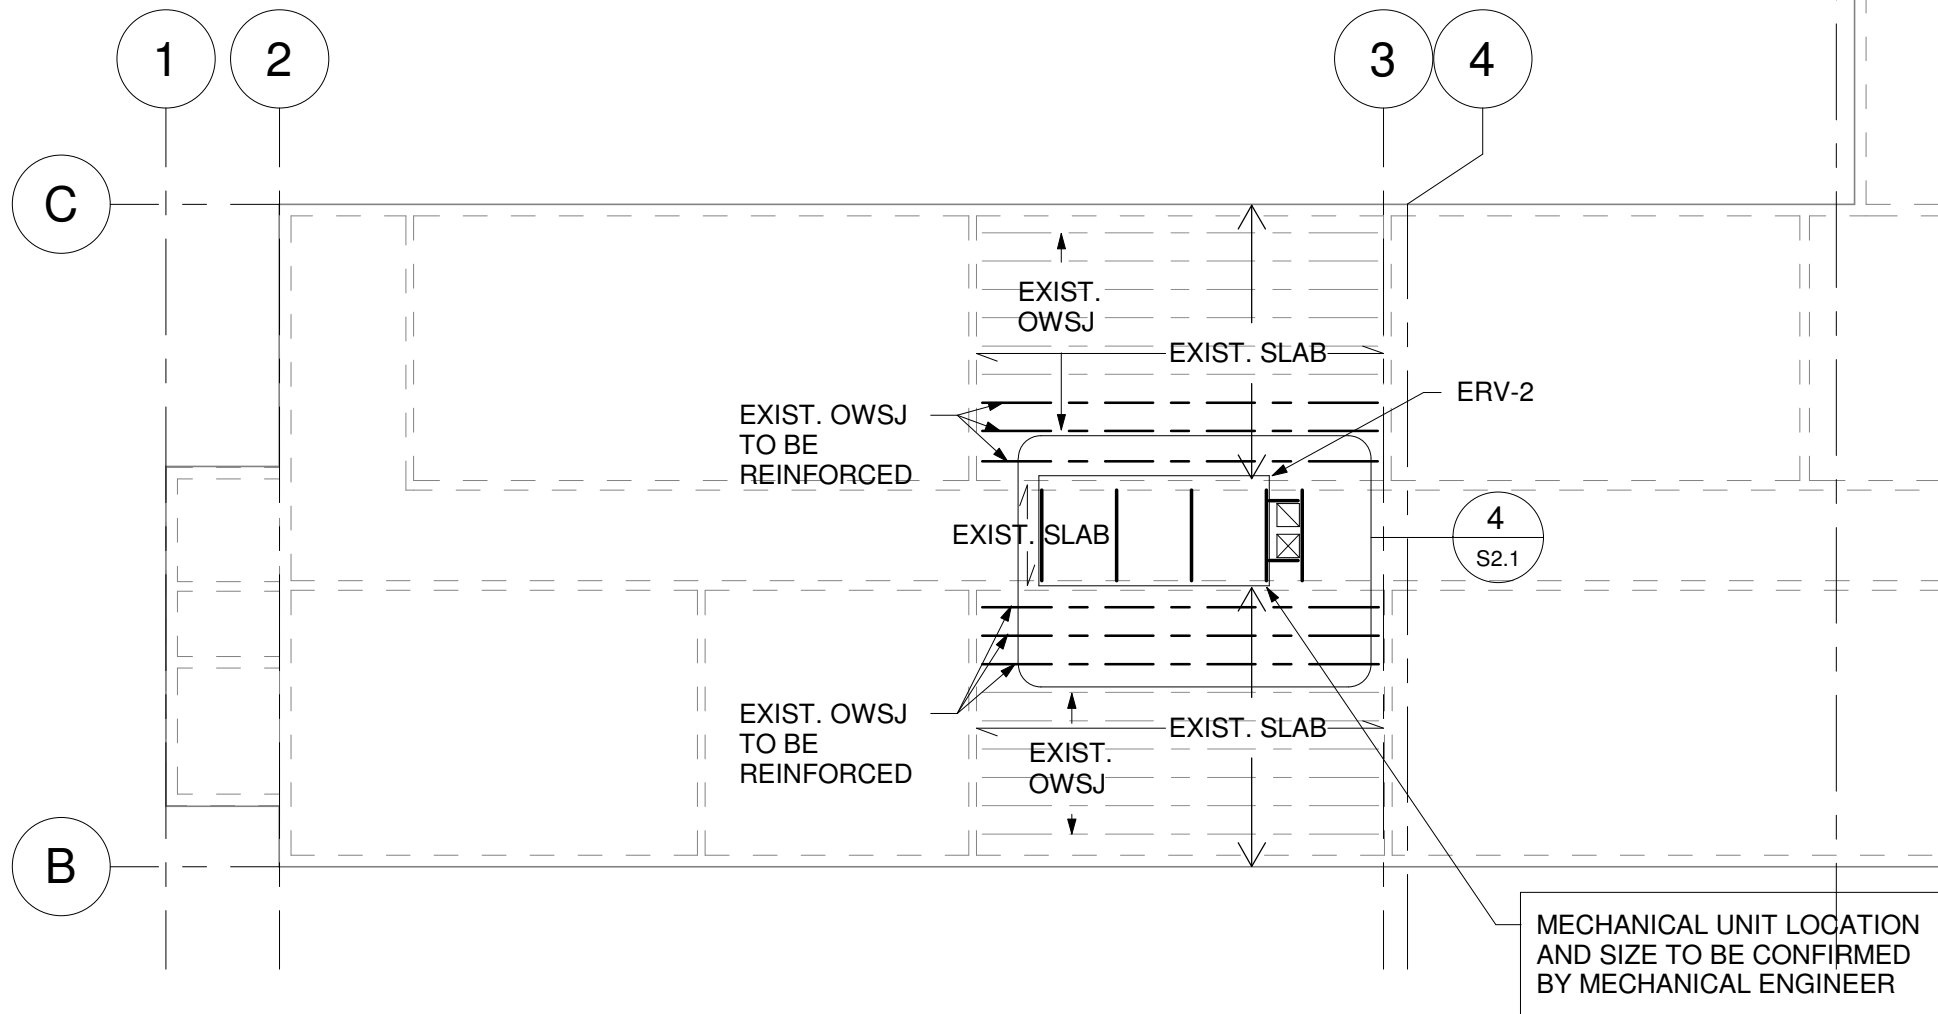 1
2
3
4
C
EXIST.
OWSJ
EXIST. SLAB
ERV-2
EXIST. OWSJ
TO BE
REINFORCED
4
S2.1
EXIST. SLAB
EXIST. OWSJ
TO BE
REINFORCED
EXIST. SLAB
EXIST.
OWSJ
B
MECHANICAL UNIT LOCATION
AND SIZE TO BE CONFIRMED
BY MECHANICAL ENGINEER